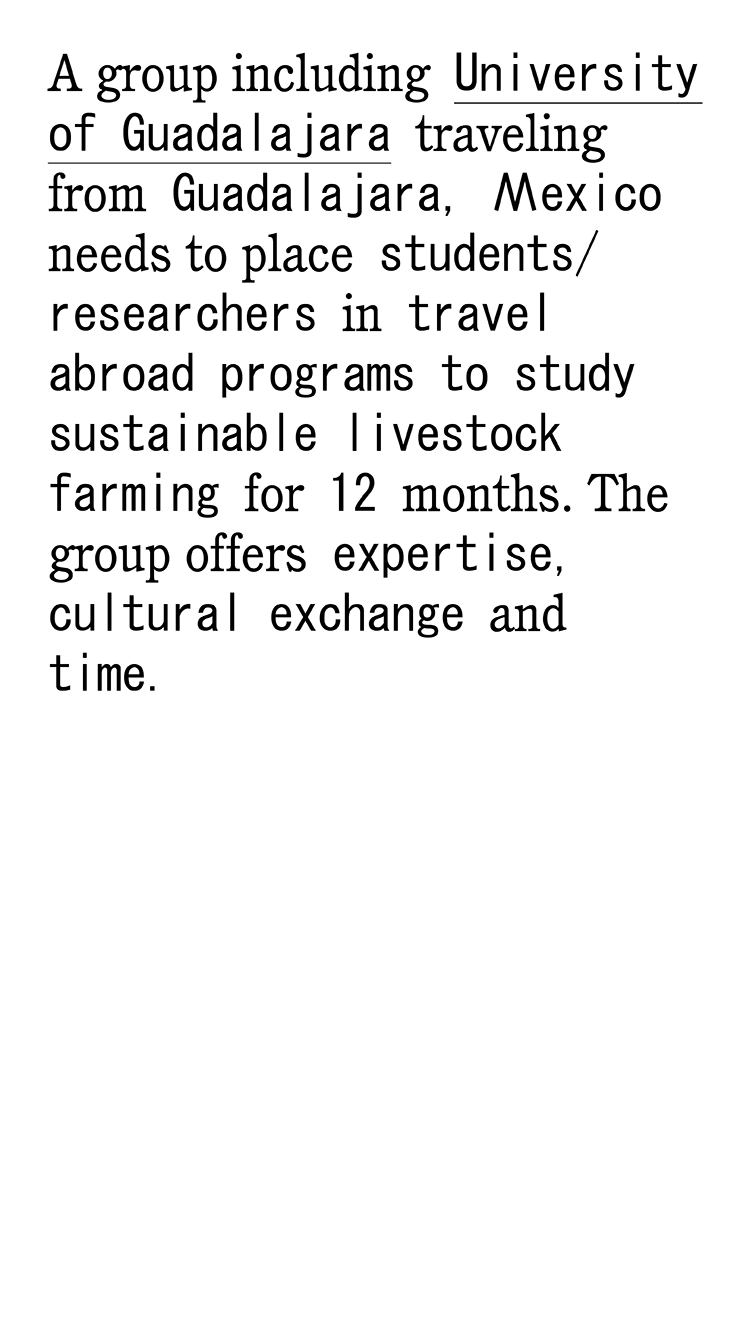 A group including University
of Guadalajara traveling
from Guadalajara, Mexico
needs to place students/
researchers in travel
abroad programs to study
sustainable livestock
farming for 12 months. The
group offers expertise,
cultural exchange and
time.